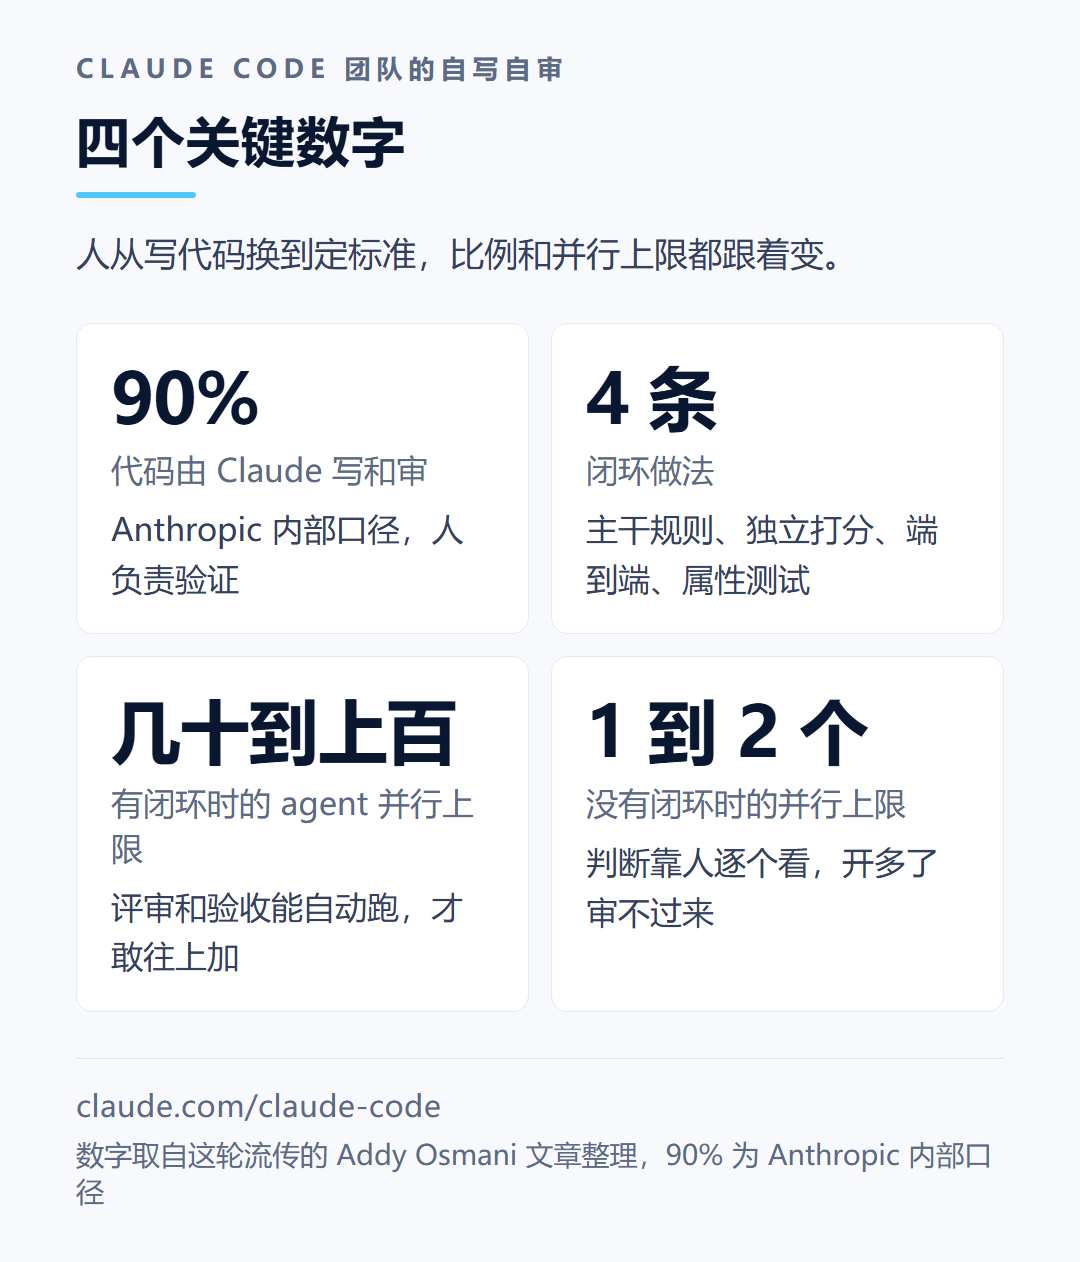 CLAUDE CODE 团队的自写自审
四个关键数字
人从写代码换到定标准，比例和并行上限都跟着变。
90%
代码由 Claude 写和审
Anthropic 内部口径，人
负责验证
4 条
闭环做法
主干规则、独立打分、端
到端、属性测试
几十到上百
有闭环时的 agent 并行上
限
评审和验收能自动跑，才
敢往上加
1 到 2 个
没有闭环时的并行上限
判断靠人逐个看，开多了
审不过来
claude.com/claude-code
数字取自这轮流传的 Addy Osmani 文章整理，90% 为 Anthropic 内部口
径